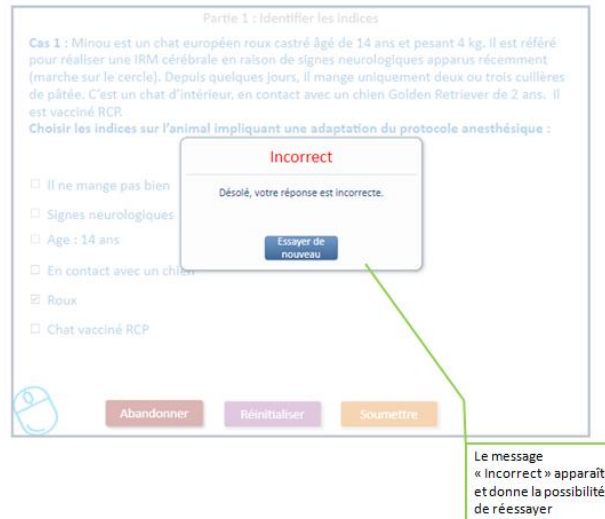 Partie 1 : Identifier les indices
Cas 1 : Minou est un chat européen roux castré âgé de 14 ans et pesant 4 kg. Il est référé
pour réaliser une IRM cérébrale en raison de signes neurologiques apparus récemment
(marche sur le cercle). Depuis quelques jours, il mange uniquement deux ou trois cuillères
de pâtée. C'est un chat d'intérieur, en contact avec un chien Golden Retriever de 2 ans. Il
est vacciné RCP.
Choisir les indices sur l'animal impliquant une adaptation du protocole anesthésique :
Incorrect
Désolé, votre réponse est incorrecte.
Essayer de
nouveau
Il ne mange pas bien
Signes neurologiques
Age : 14 ans
En contact avec un chien
Roux
Chat vacciné RCP
Abandonner
Réinitialiser
Soumettre
Le message
« Incorrect » apparaît
et donne la possibilité
de réessayer